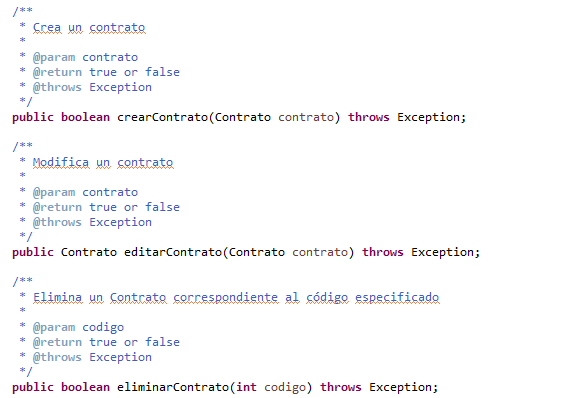 /**
 * Crea un contrato
 *
 * @param contrato
 * @return true or false
 * @throws Exception
 */
public boolean crearContrato(Contrato contrato) throws Exception;
/**
 * Modifica un contrato
 *
 * @param contrato
 * @return true or false
 * @throws Exception
 */
public Contrato editarContrato(Contrato contrato) throws Exception;
/**
 * Elimina un Contrato correspondiente al código especificado
 *
 * @param codigo
 * @return true or false
 * @throws Exception
 */
public boolean eliminarContrato(int codigo) throws Exception;